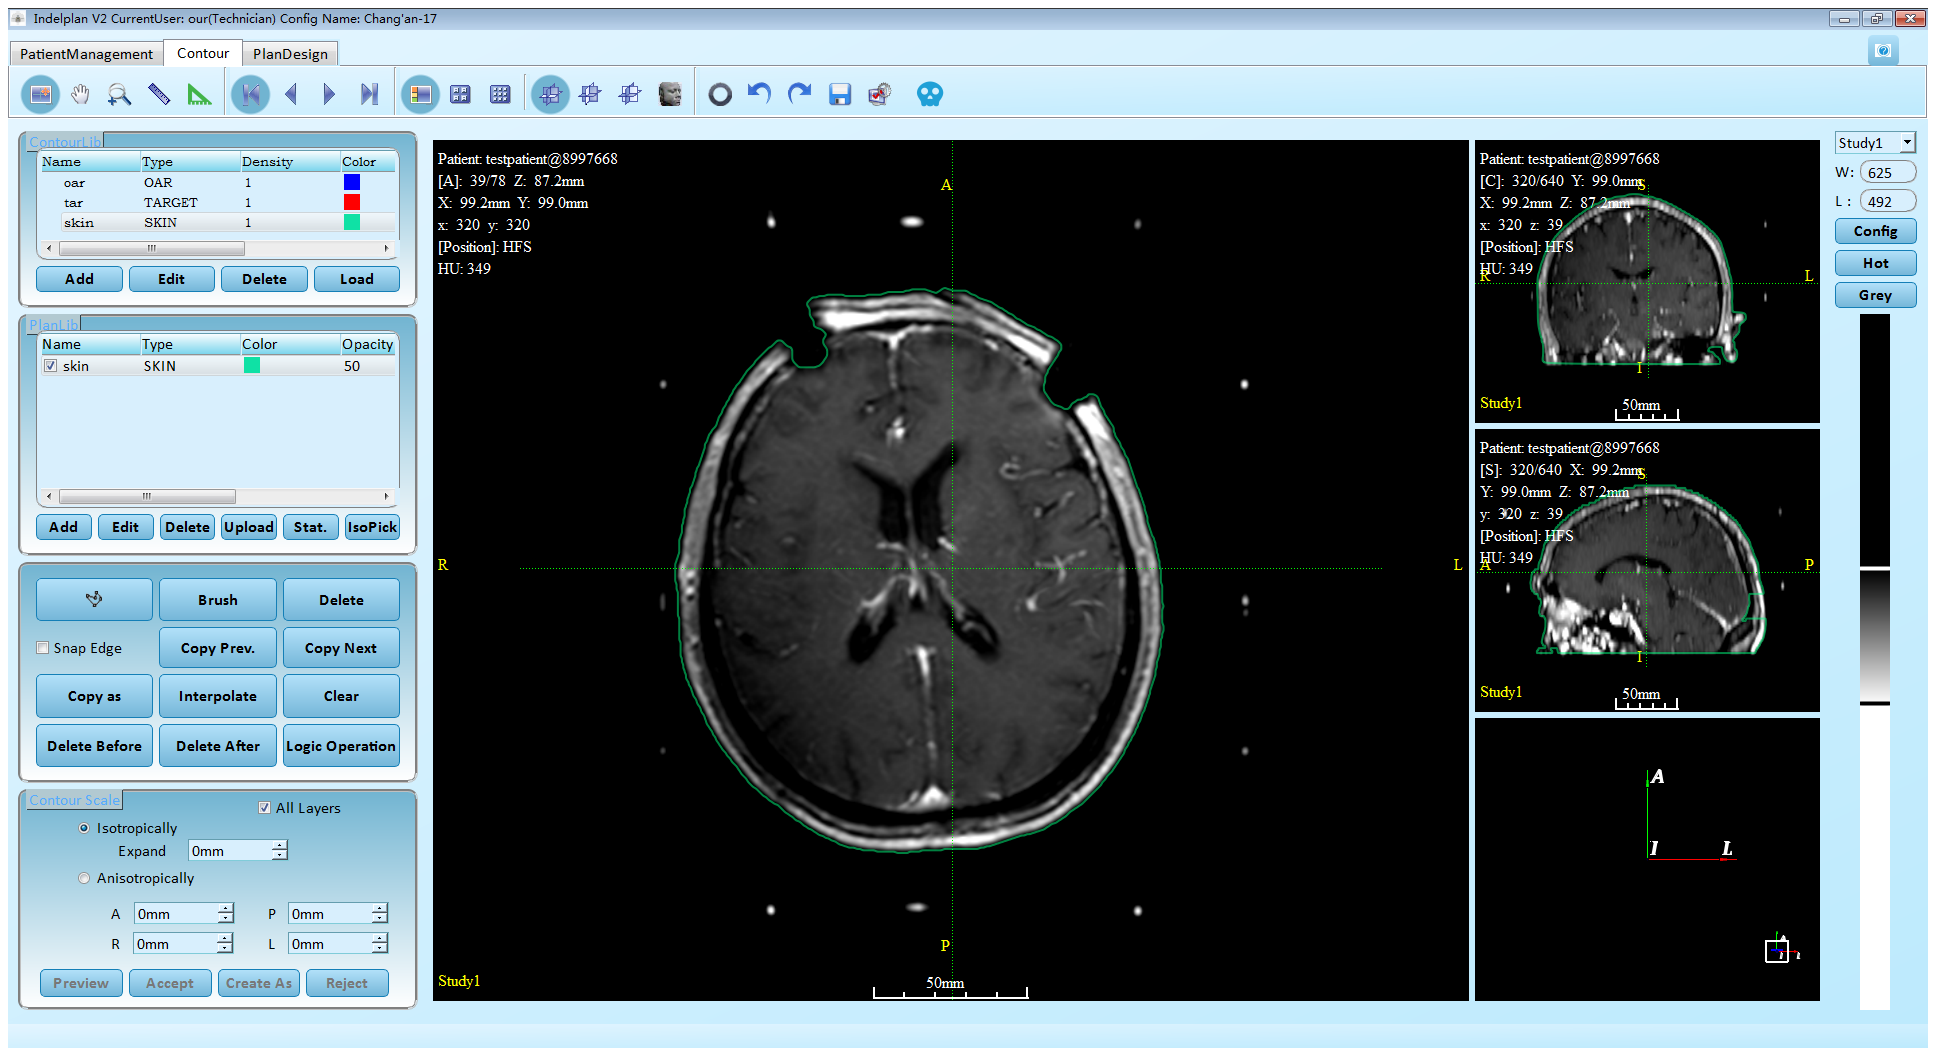 Indelplan V2 CurrentUser: our(Technician) Config Name: Chang'an-17
PatientManagement Contour PlanDesign
ContourLib
Name Type Density Color
oar OAR 1
tar TARGET 1
skin SKIN 1
Add Edit Delete Load
PlanLib
Name Type Color Opacity
skin SKIN 50
Add Edit Delete Upload Stat. IsoPick
Brush Delete
Snap Edge Copy Prev. Copy Next
Copy as Interpolate Clear
Delete Before Delete After Logic Operation
Contour Scale
All Layers
Isotropically
Expand 0mm
Anisotropically
A 0mm P 0mm
R 0mm L 0mm
Preview Accept Create As Reject
Patient: testpatient@8997668
[A]: 39/78 Z: 87.2mm
X: 99.2mm Y: 99.0mm
x: 320 y: 320
[Position]: HFS
HU: 349
A
R
L
P
Study1
50mm
Patient: testpatient@8997668
[C]: 320/640 Y: 99.0mm
S
X: 99.2mm Z: 87.2mm
x: 320 z: 39
[Position]: HFS
HU: 349
R
L
I
Study1
50mm
Patient: testpatient@8997668
[S]: 320/640 X: 99.2mm
S
Y: 99.0mm Z: 87.2mm
y: 320 z: 39
[Position]: HFS
HU: 349
A
P
I
Study1
50mm
A
I L
Study1
W: 625
L: 492
Config
Hot
Grey